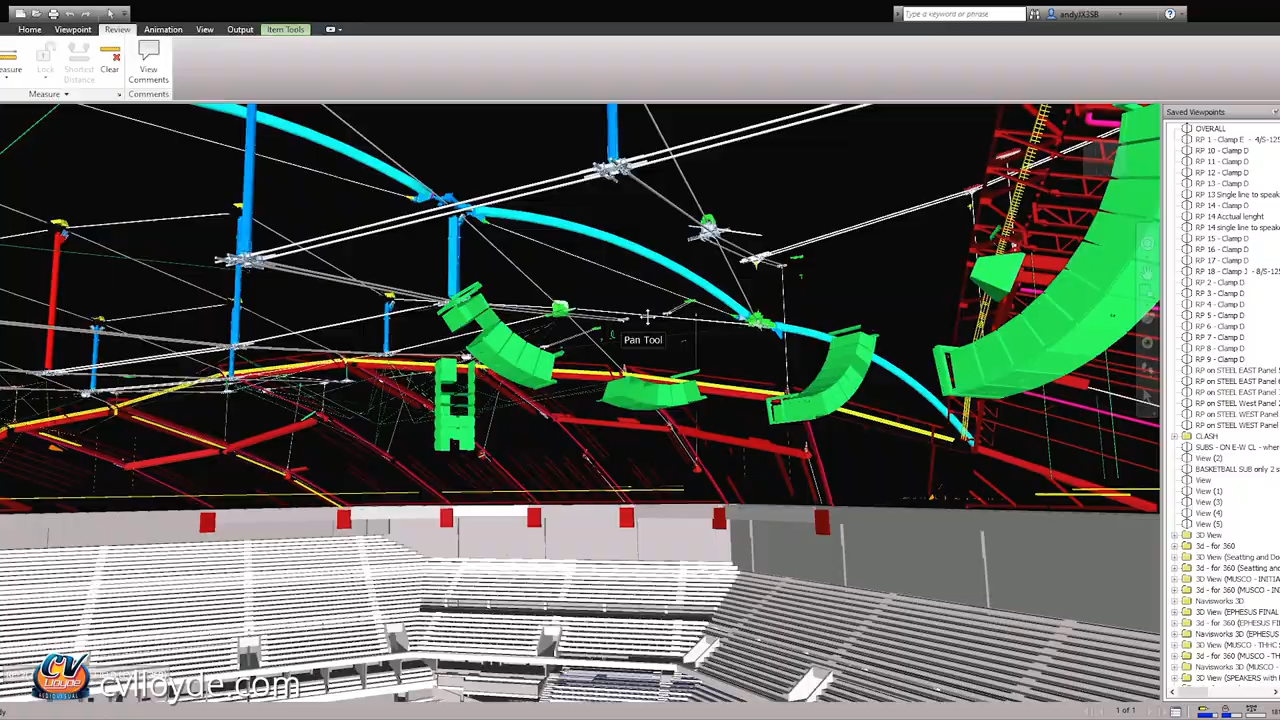 Type a keyword or phrase
andyJX3SB
Home Viewpoint Review Animation View Output Item Tools
Lock
Shortest
Distance
Clear
View
Comments
Measure
Comments
Saved Viewpoints
OVERALL
RP 1 - Clamp E - 4/S-125
RP 10 - Clamp D
RP 11 - Clamp D
RP 12 - Clamp D
RP 13 - Clamp D
RP 13 Single line to speak
RP 14 - Clamp D
RP 14 Acctual lenght
RP 14 single line to speak
RP 15 - Clamp D
RP 16 - Clamp D
RP 17 - Clamp D
RP 18 - Clamp J - 8/S-12
RP 2 - Clamp D
RP 3 - Clamp D
RP 4 - Clamp D
RP 5 - Clamp D
RP 6 - Clamp D
RP 7 - Clamp D
RP 8 - Clamp D
RP 9 - Clamp D
RP on STEEL EAST Panel
RP on STEEL EAST Panel
RP on STEEL EAST Panel
RP on STEEL West Panel
RP on STEEL WEST Panel
RP on STEEL WEST Panel
CLASH
SUBS - ON E-W CL - wher
View (2)
BASKETBALL SUB only 2 s
View
View (1)
View (3)
View (4)
View (5)
3D View
3d - for 360
3D View (Seatting and Do
3d - for 360 (Seatting and
3D View (MUSCO - INITIA
3d - for 360 (MUSCO - IN
Navisworks 3D
3D View (EPHESUS FINAL
3d - for 360 (EPHESUS FI
Navisworks 3D (EPHESUS
3D View (MUSCO - THHC S
3d - for 360 (MUSCO -
Navisworks 3D (MUSCO -
3D View (SPEAKERS with
Pan Tool
CV
Lloyde
AUDIOVISUAL
cvlloyde.com
1 of 1